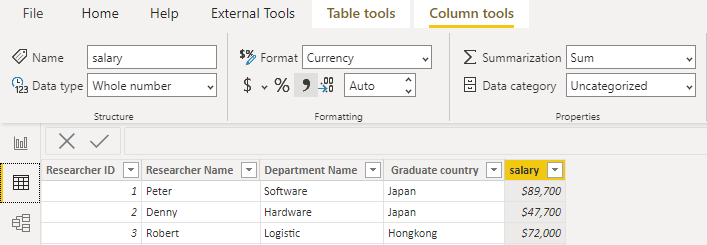 File Home Help External Tools Table tools Column tools
Name salary $% Format Currency Summarization Sum
123 Data type Whole number $ % , .00 Auto Data category Uncategorized
Structure Formatting Properties
Researcher ID Researcher Name Department Name Graduate country salary
1 Peter Software Japan $89,700
2 Denny Hardware Japan $47,700
3 Robert Logistic Hongkong $72,000